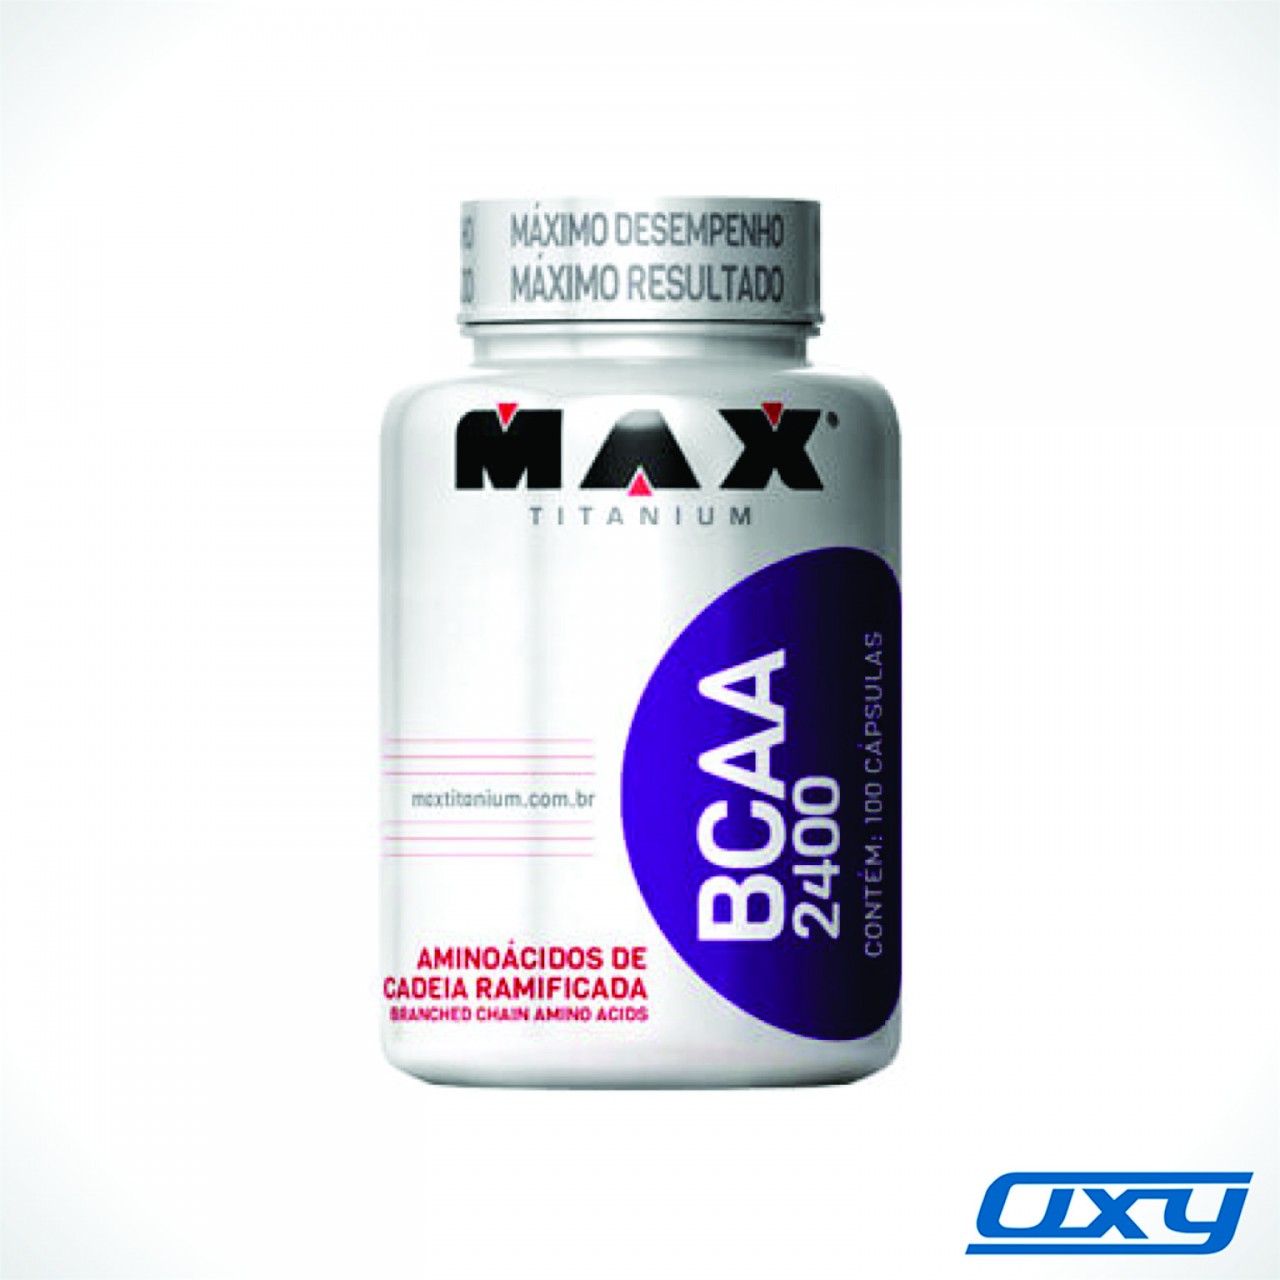 MÁXIMO DESEMPENHO
MÁXIMO RESULTADO
MAX®
TITANIUM
BCAA
2400
CONTÉM: 100 CÁPSULAS
maxtitanium.com.br
AMINOÁCIDOS DE
CADEIA RAMIFICADA
BRANCHED CHAIN AMINO ACIDS
oxy